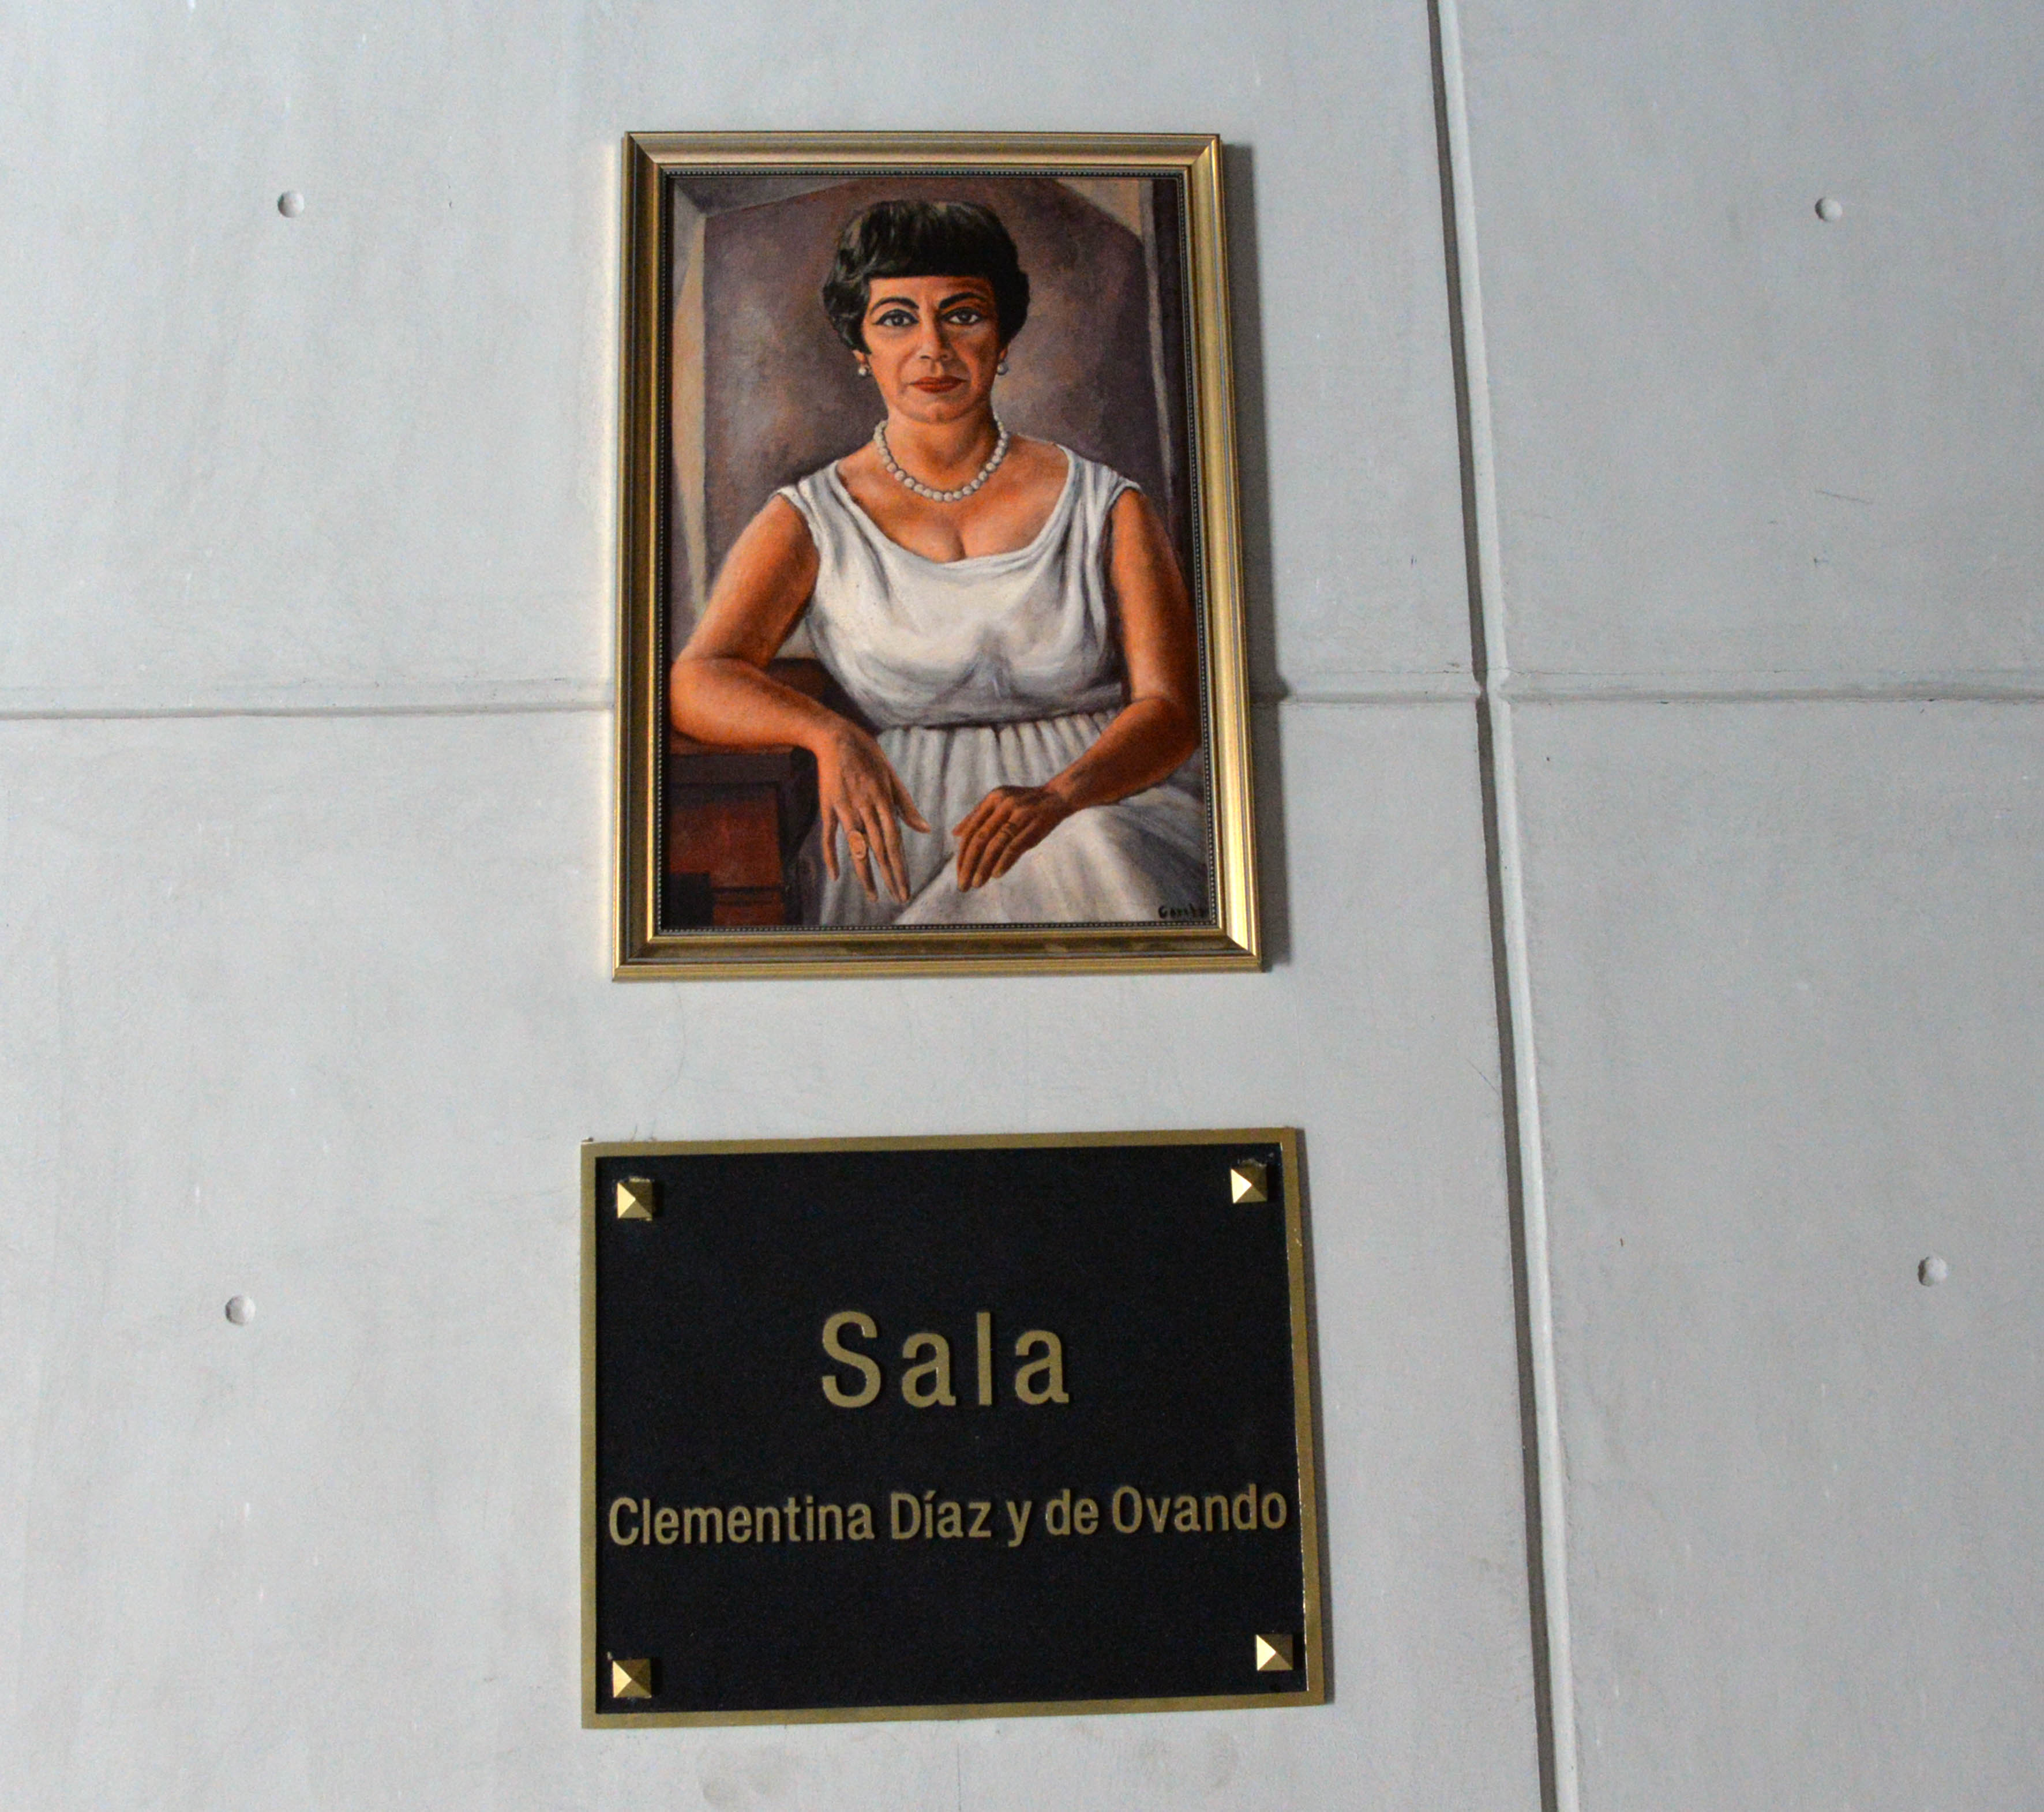 Sala
Clementina Díaz y de Ovando